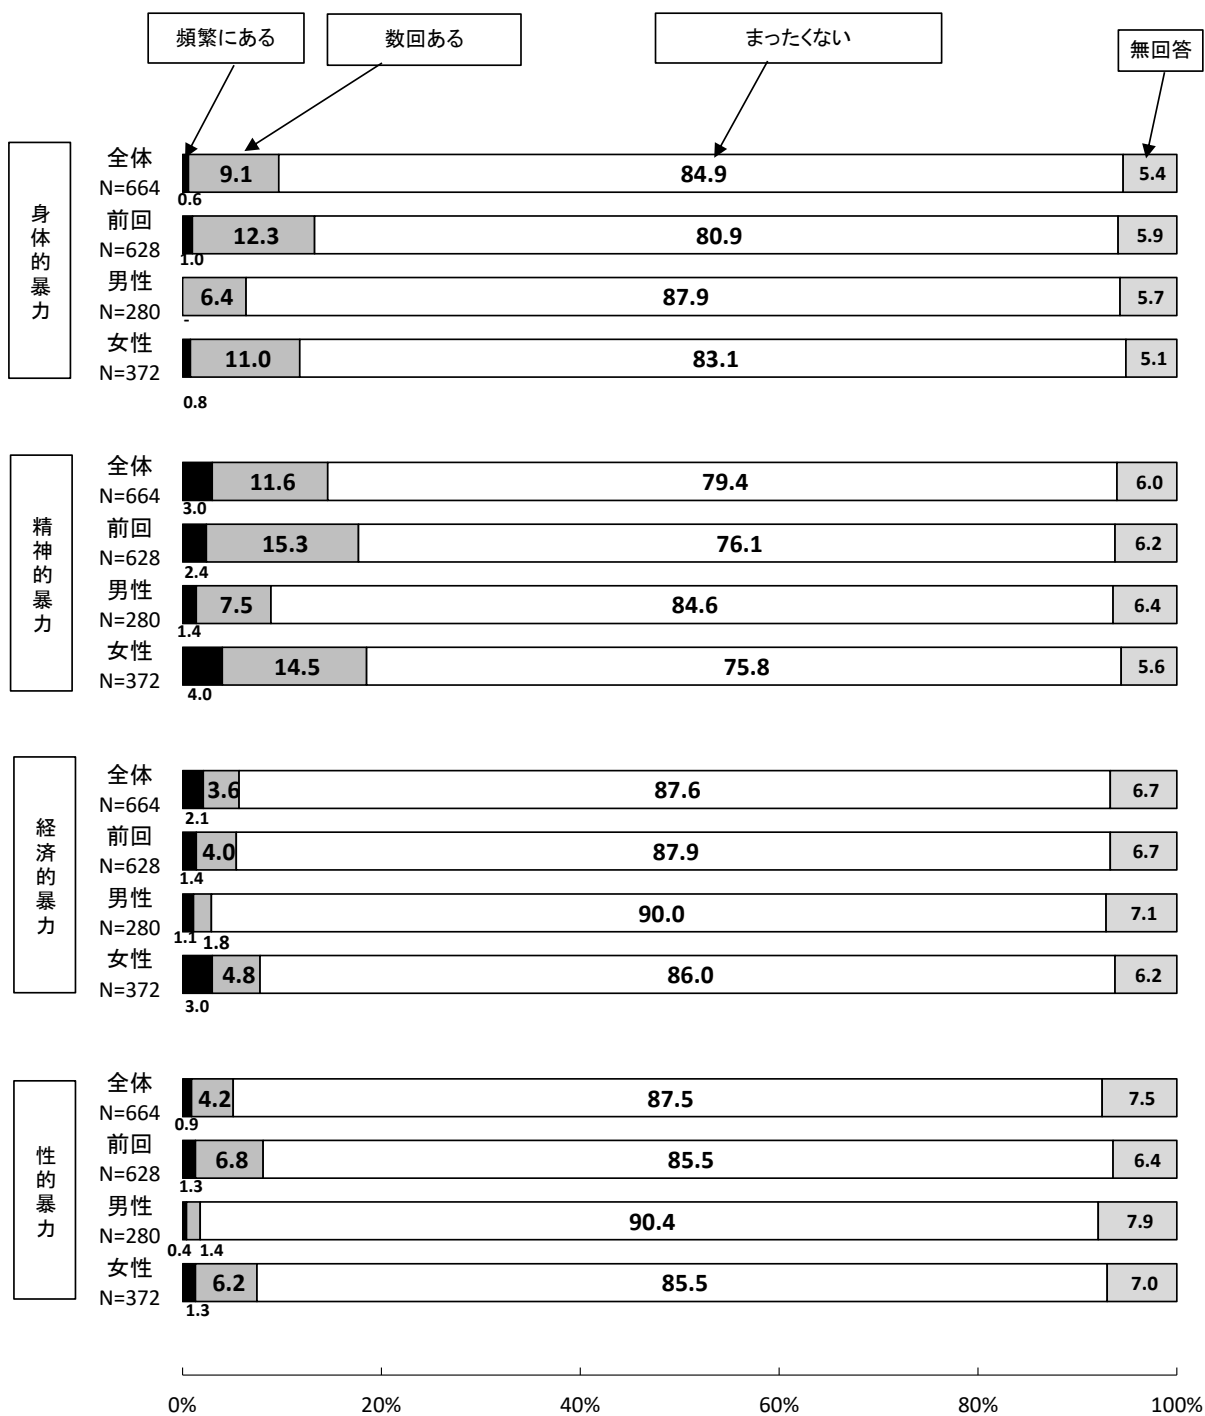 頻繁にある
数回ある
まったくない
無回答
身体的暴力
全体
N=664
0.6
9.1
84.9
5.4
前回
N=628
1.0
12.3
80.9
5.9
男性
N=280
-
6.4
87.9
5.7
女性
N=372
0.8
11.0
83.1
5.1
精神的暴力
全体
N=664
3.0
11.6
79.4
6.0
前回
N=628
2.4
15.3
76.1
6.2
男性
N=280
1.4
7.5
84.6
6.4
女性
N=372
4.0
14.5
75.8
5.6
経済的暴力
全体
N=664
2.1
3.6
87.6
6.7
前回
N=628
1.4
4.0
87.9
6.7
男性
N=280
1.1
1.8
90.0
7.1
女性
N=372
3.0
4.8
86.0
6.2
性的暴力
全体
N=664
0.9
4.2
87.5
7.5
前回
N=628
1.3
6.8
85.5
6.4
男性
N=280
0.4
1.4
90.4
7.9
女性
N=372
1.3
6.2
85.5
7.0
0%
20%
40%
60%
80%
100%